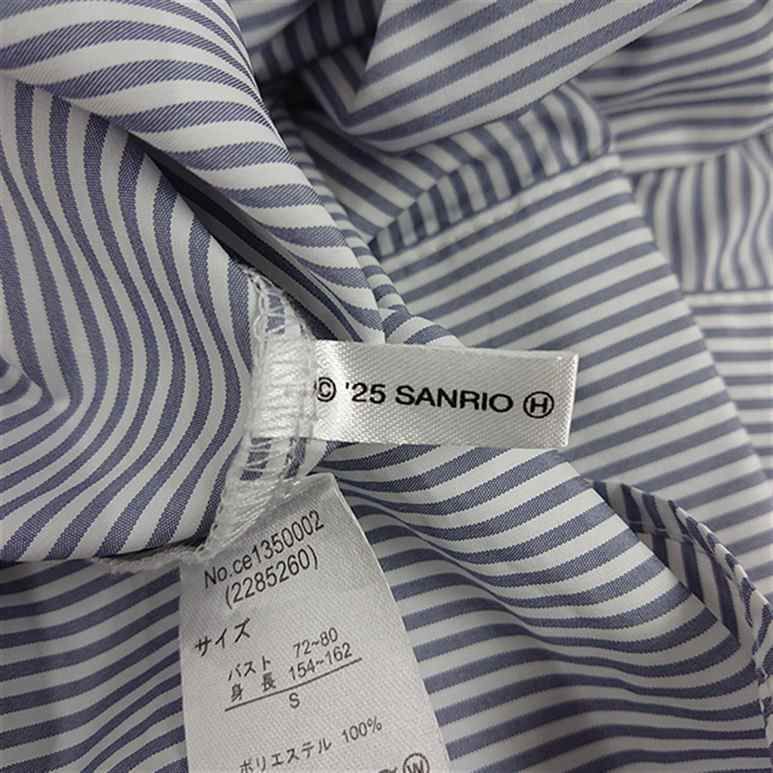 © '25 SANRIO Ⓗ
No.ce1350002
(2285260)
サイズ
バスト 72~80
身 長 154~162
S
ポリエステル 100%